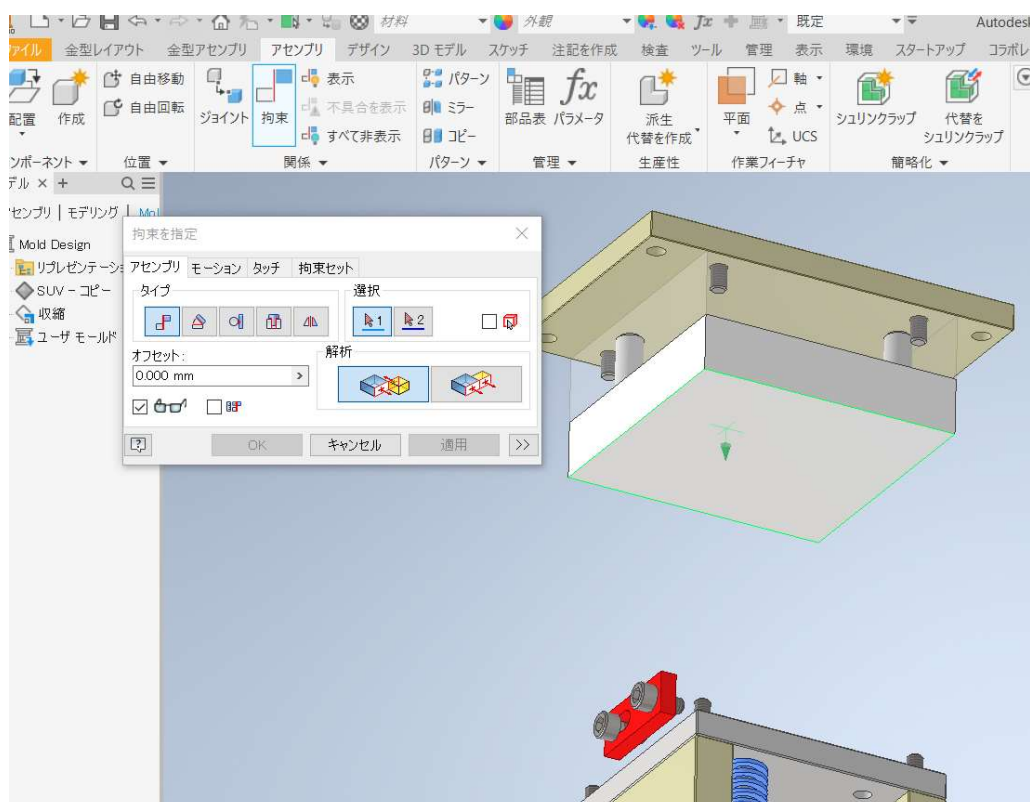 材料 外観 既定 Autodesk
ファイル 金型レイアウト 金型アセンブリ アセンブリ デザイン 3D モデル スケッチ 注記を作成 検査 ツール 管理 表示 環境 スタートアップ コラボレ
自由移動 表示 パターン 軸
配置 作成 自由回転 ジョイント 拘束 不具合を表示 ミラー 部品表 パラメータ 派生 平面 点 シュリンクラップ 代替を
すべて非表示 コピー 代替を作成 UCS シュリンクラップ
ンポーネント 位置 関係 パターン 管理 生産性 作業フィーチャ 簡略化
デル × +
アセンブリ | モデリング | Mol
Mold Design
リプレゼンテーショ
SUV - コピー
収縮
ユーザ モールド
拘束を指定
アセンブリ モーション タッチ 拘束セット
タイプ 選択
1 2
オフセット: 解析
0.000 mm
OK キャンセル 適用 >>